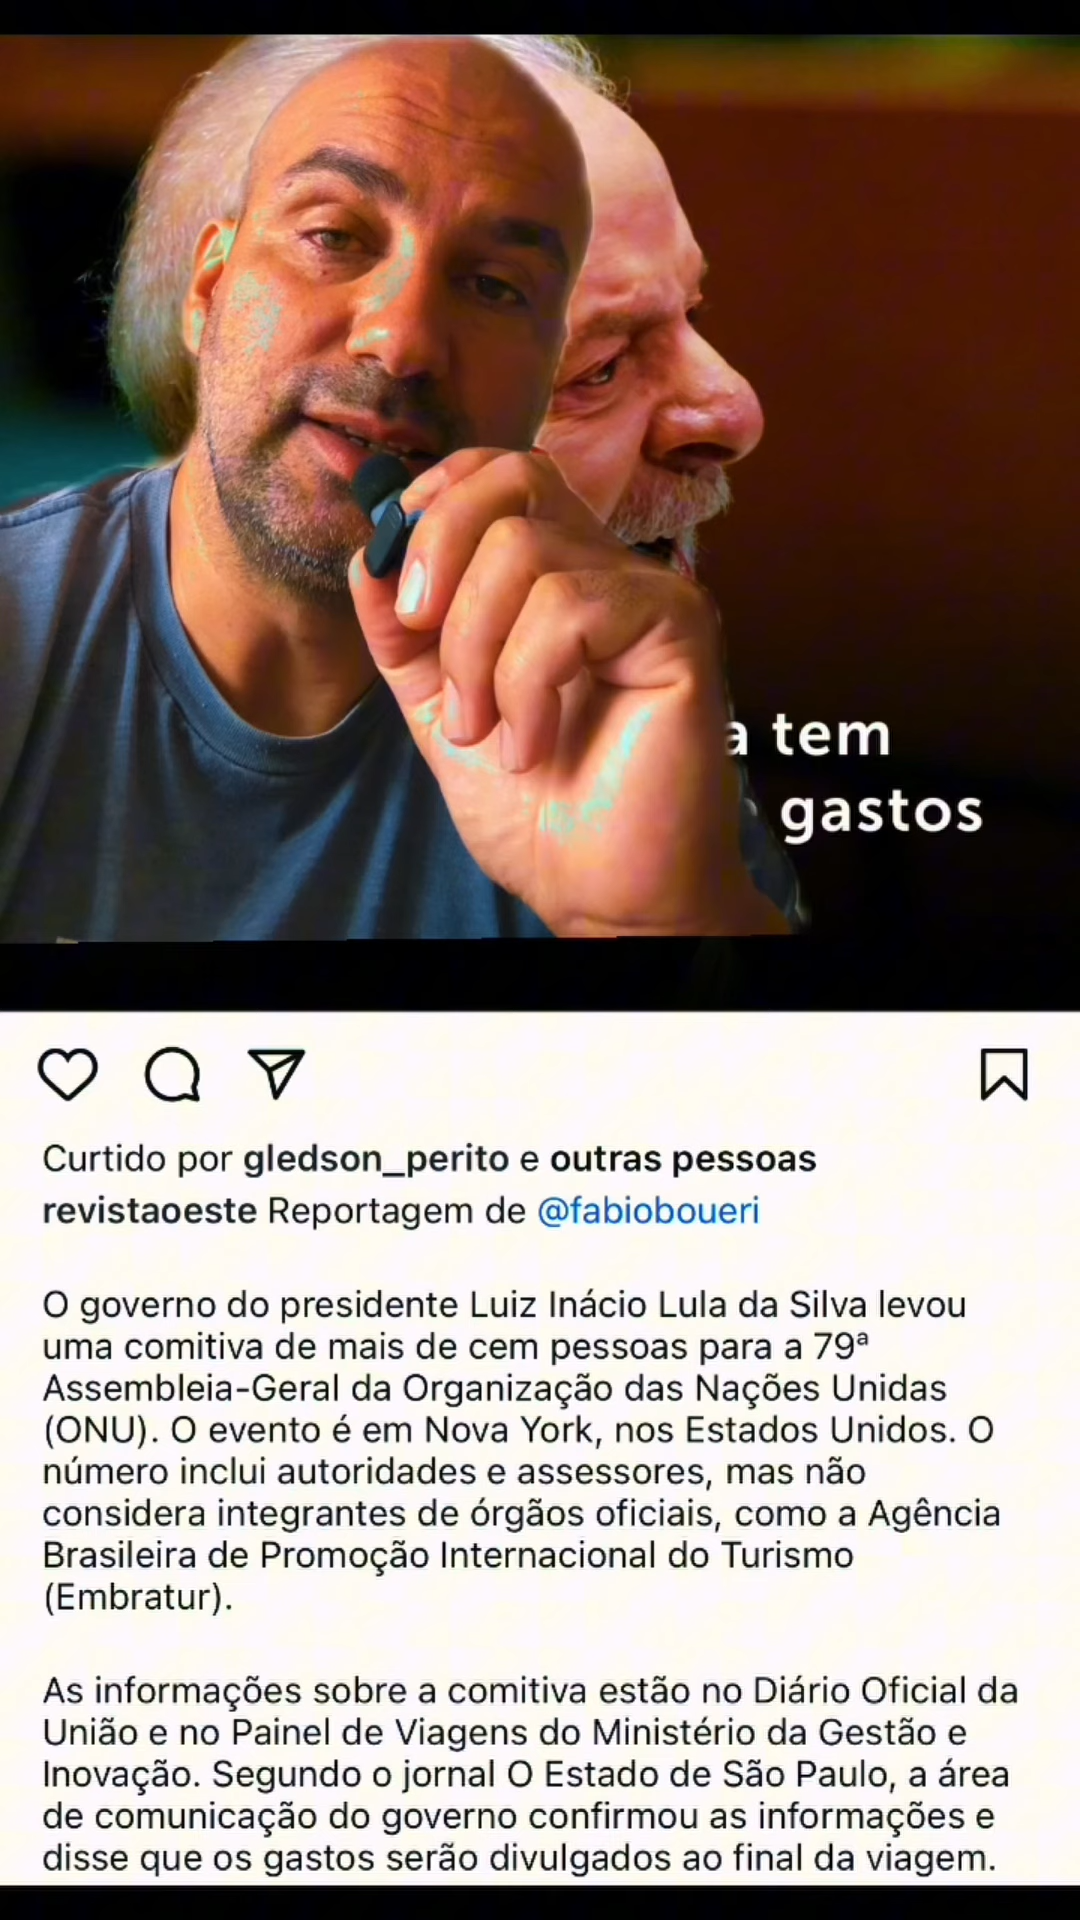 a tem
gastos
Curtido por gledson_perito e outras pessoas
revistaoeste Reportagem de @fabioboueri
O governo do presidente Luiz Inácio Lula da Silva levou
uma comitiva de mais de cem pessoas para a 79ª
Assembleia-Geral da Organização das Nações Unidas
(ONU). O evento é em Nova York, nos Estados Unidos. O
número inclui autoridades e assessores, mas não
considera integrantes de órgãos oficiais, como a Agência
Brasileira de Promoção Internacional do Turismo
(Embratur).
As informações sobre a comitiva estão no Diário Oficial da
União e no Painel de Viagens do Ministério da Gestão e
Inovação. Segundo o jornal O Estado de São Paulo, a área
de comunicação do governo confirmou as informações e
disse que os gastos serão divulgados ao final da viagem.